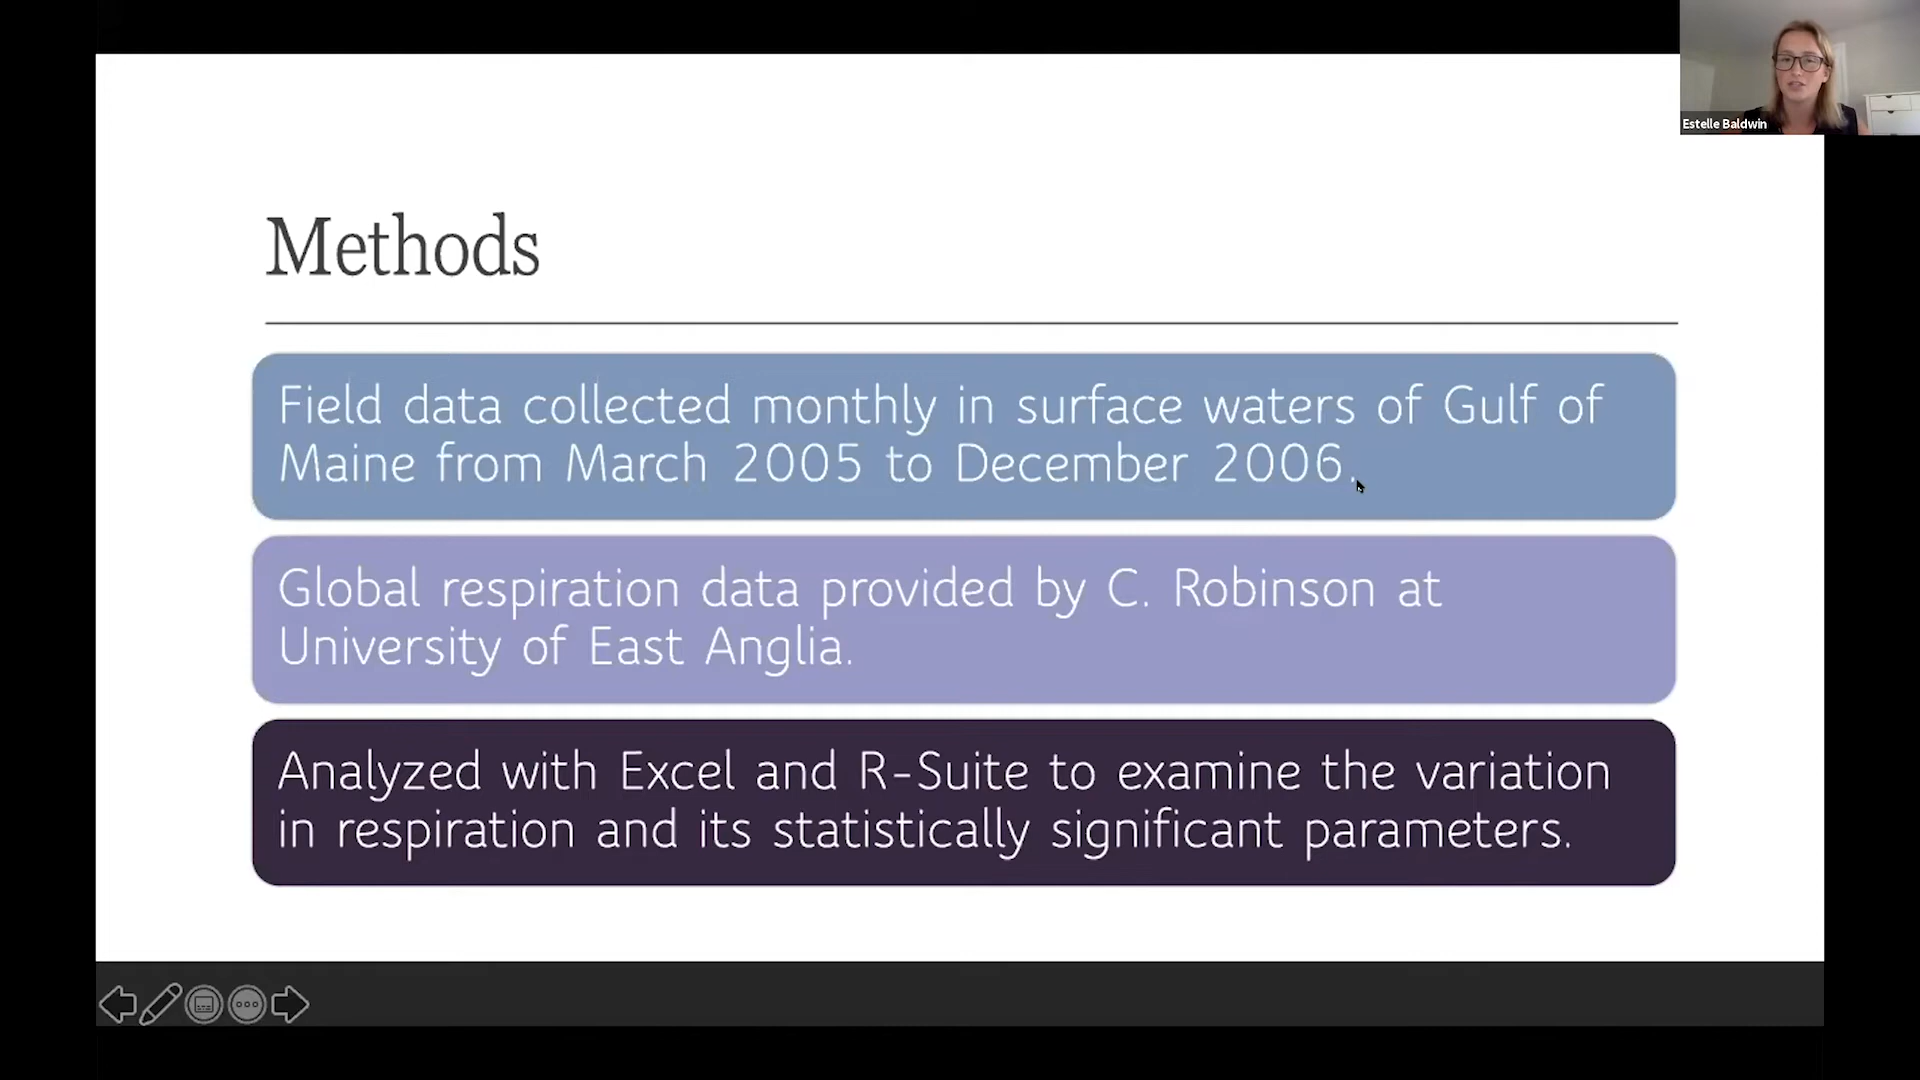 Estelle Baldwin
Methods
Field data collected monthly in surface waters of Gulf of
Maine from March 2005 to December 2006.
Global respiration data provided by C. Robinson at
University of East Anglia.
Analyzed with Excel and R-Suite to examine the variation
in respiration and its statistically significant parameters.